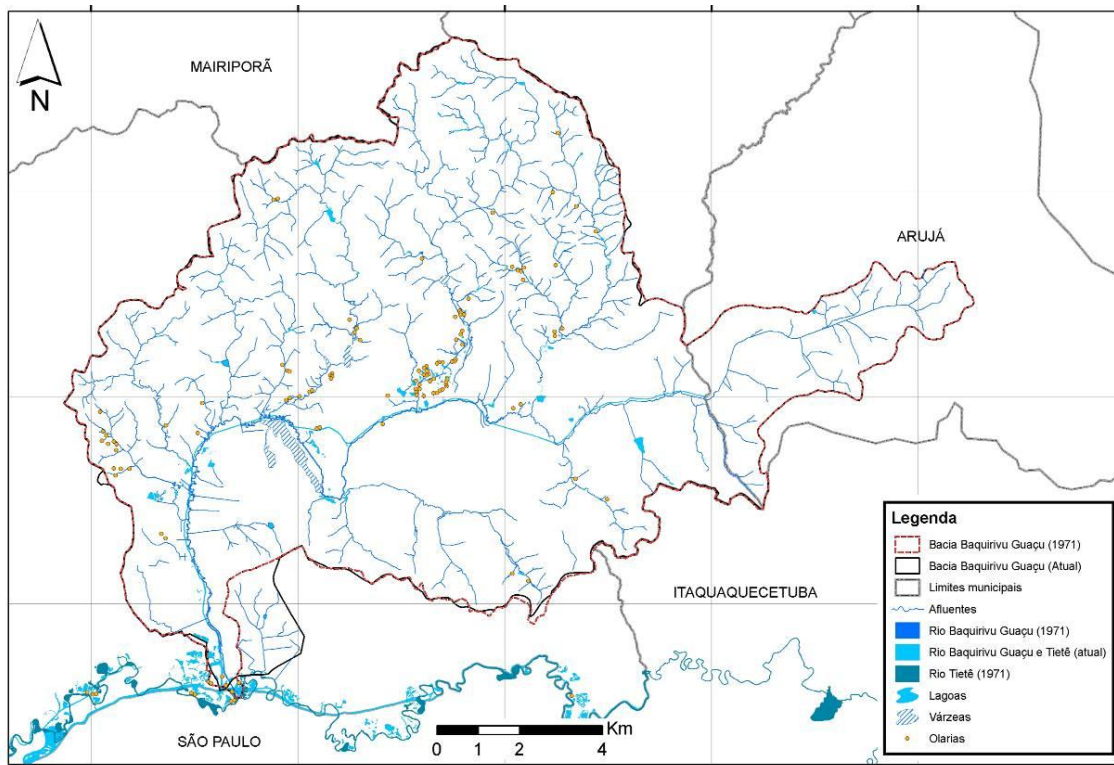 MAIRIPORÃ
N
ARUJÁ
ITAQUAQUECETUBA
SÃO PAULO
Km
0 1 2 4
Legenda
Bacia Baquirivu Guaçu (1971)
Bacia Baquirivu Guaçu (Atual)
Limites municipais
Afluentes
Rio Baquirivu Guaçu (1971)
Rio Baquirivu Guaçu e Tietê (atual)
Rio Tietê (1971)
Lagoas
Várzeas
Olarias